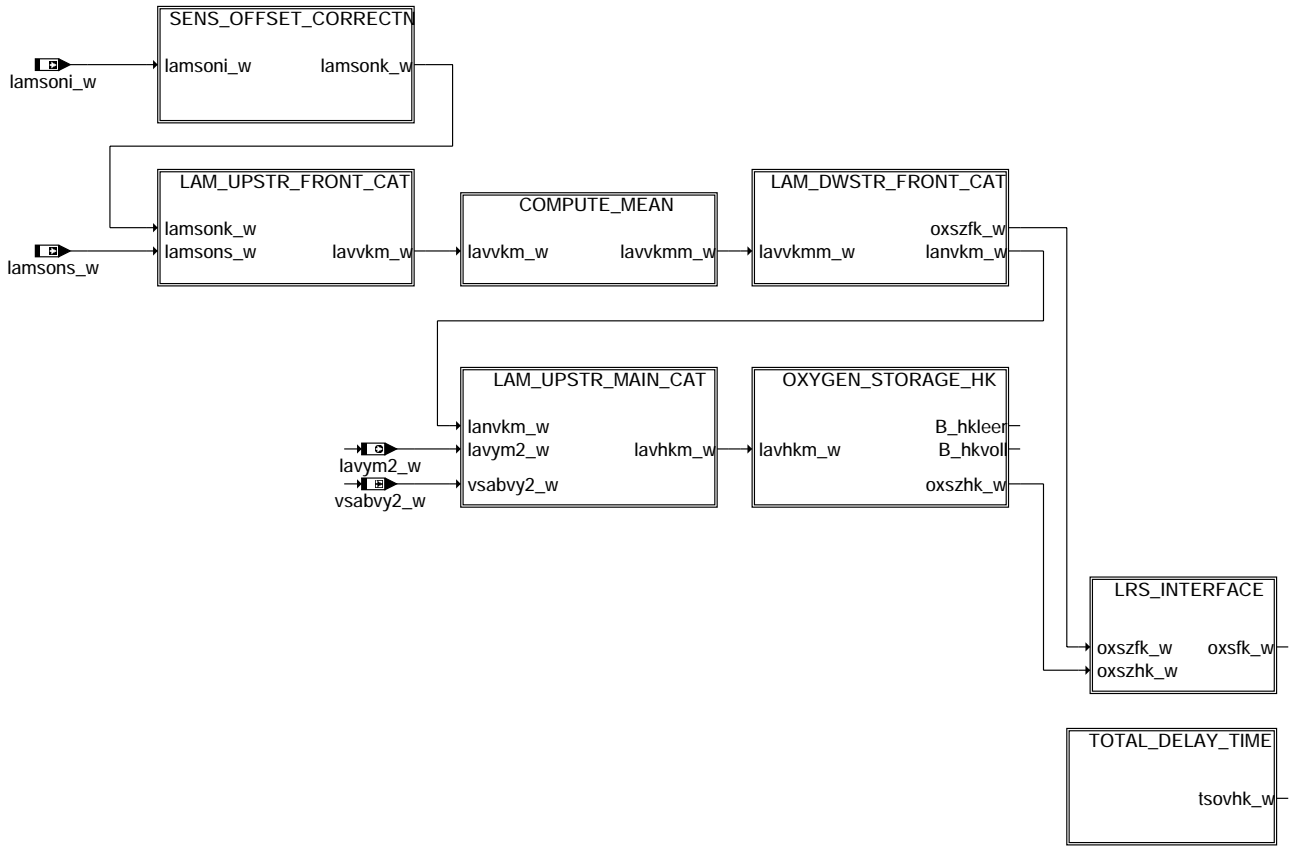 SENS_OFFSET_CORRECTN
lamsoni_w
lamsoni_w lamsonk_w
LAM_UPSTR_FRONT_CAT
lamsonk_w
lamsons_w
lamsons_w lavvkm_w
COMPUTE_MEAN
lavvkm_w lavvkmm_w
LAM_DWSTR_FRONT_CAT
oxszfk_w
lavvkmm_w lanvkm_w
LAM_UPSTR_MAIN_CAT
lanvkm_w
lavym2_w
lavym2_w lavhkm_w
vsabvy2_w
vsabvy2_w
OXYGEN_STORAGE_HK
B_hkleer
B_hkvoll
lavhkm_w
oxszhk_w
LRS_INTERFACE
oxszfk_w oxsfk_w
oxszhk_w
TOTAL_DELAY_TIME
tsovhk_w